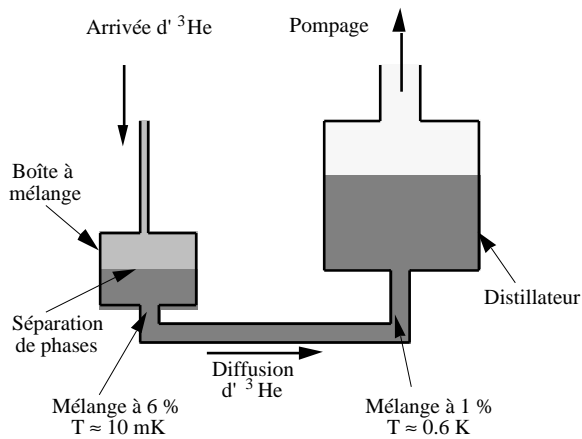 Arrivée d' ³He
Pompage
Boîte à
mélange
Séparation
de phases
Distillateur
Diffusion
d' ³He
Mélange à 6 %
T ≈ 10 mK
Mélange à 1 %
T ≈ 0.6 K